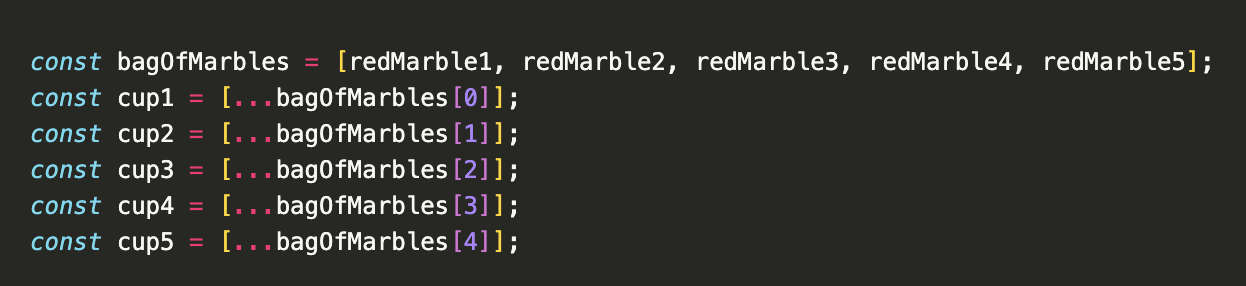 const bagOfMarbles = [redMarble1, redMarble2, redMarble3, redMarble4, redMarble5];
const cup1 = [...bagOfMarbles[0]];
const cup2 = [...bagOfMarbles[1]];
const cup3 = [...bagOfMarbles[2]];
const cup4 = [...bagOfMarbles[3]];
const cup5 = [...bagOfMarbles[4]];